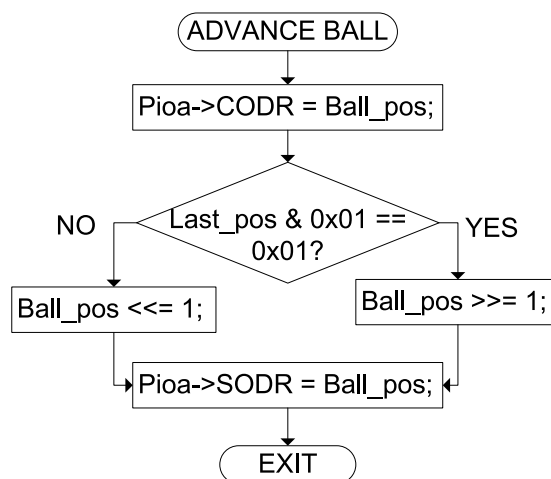 ADVANCE BALL
Pioa->CODR = Ball_pos;
Last_pos & 0x01 ==
0x01?
NO
YES
Ball_pos <<= 1;
Ball_pos >>= 1;
Pioa->SODR = Ball_pos;
EXIT